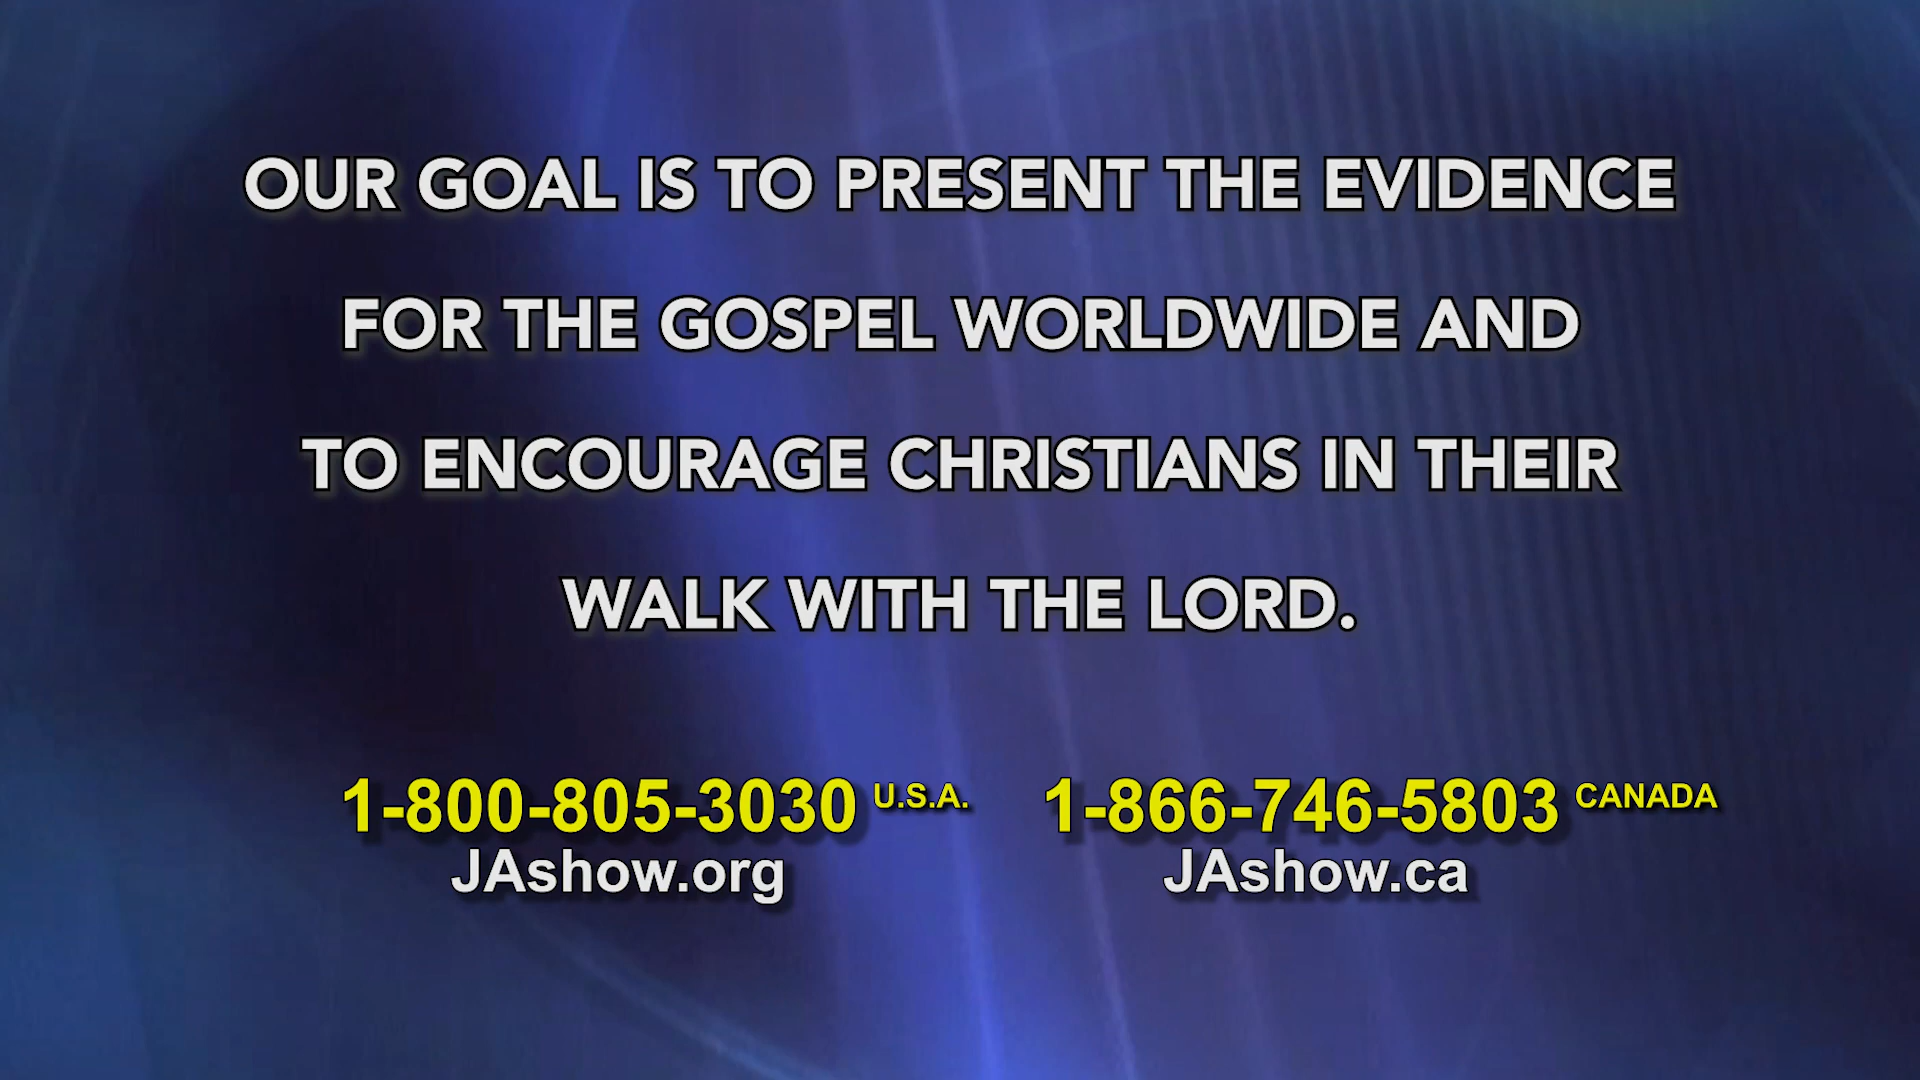 OUR GOAL IS TO PRESENT THE EVIDENCE
FOR THE GOSPEL WORLDWIDE AND
TO ENCOURAGE CHRISTIANS IN THEIR
WALK WITH THE LORD.
1-800-805-3030 U.S.A.
JAshow.org
1-866-746-5803 CANADA
JAshow.ca